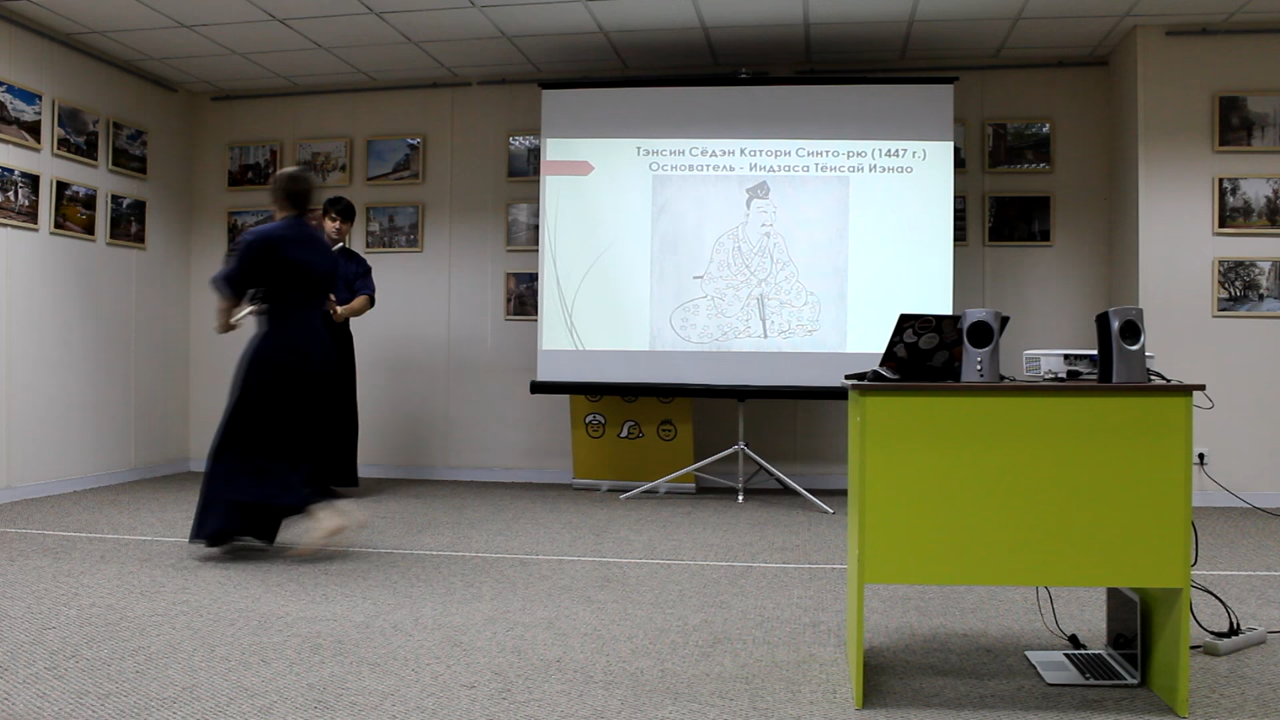 Тэнсин Сёдэн Катори Синто-рю (1447 г.)
Основатель - Иидзаса Тёисай Иэнао